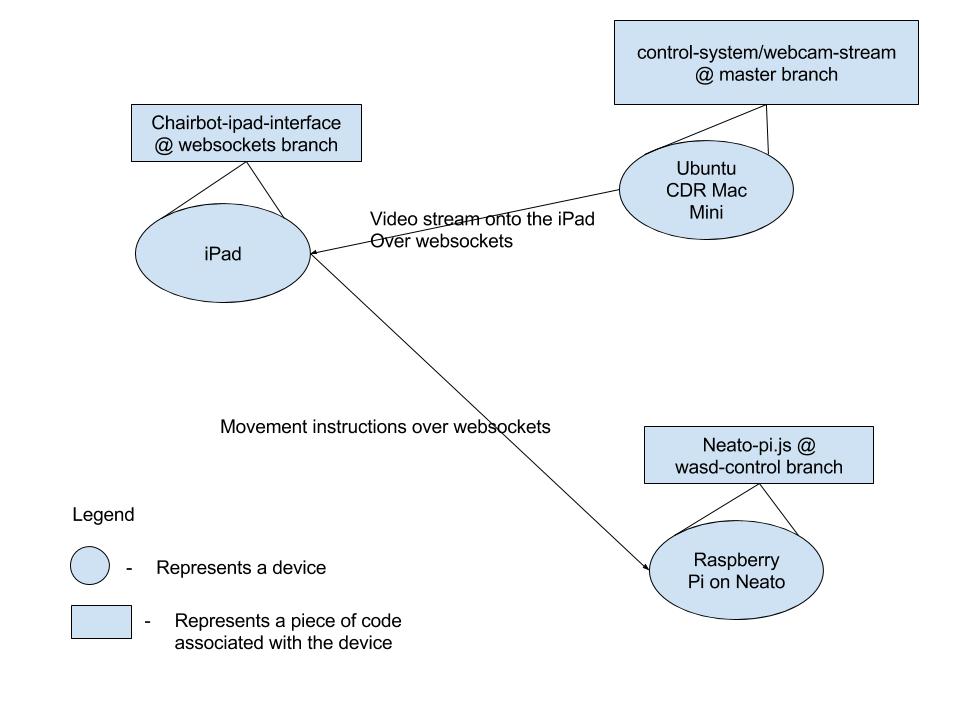 control-system/webcam-stream
@ master branch
Chairbot-ipad-interface
@ websockets branch
Ubuntu
CDR Mac
Mini
Video stream onto the iPad
Over websockets
iPad
Movement instructions over websockets
Neato-pi.js @
wasd-control branch
Raspberry
Pi on Neato
Legend
- Represents a device
- Represents a piece of code
associated with the device